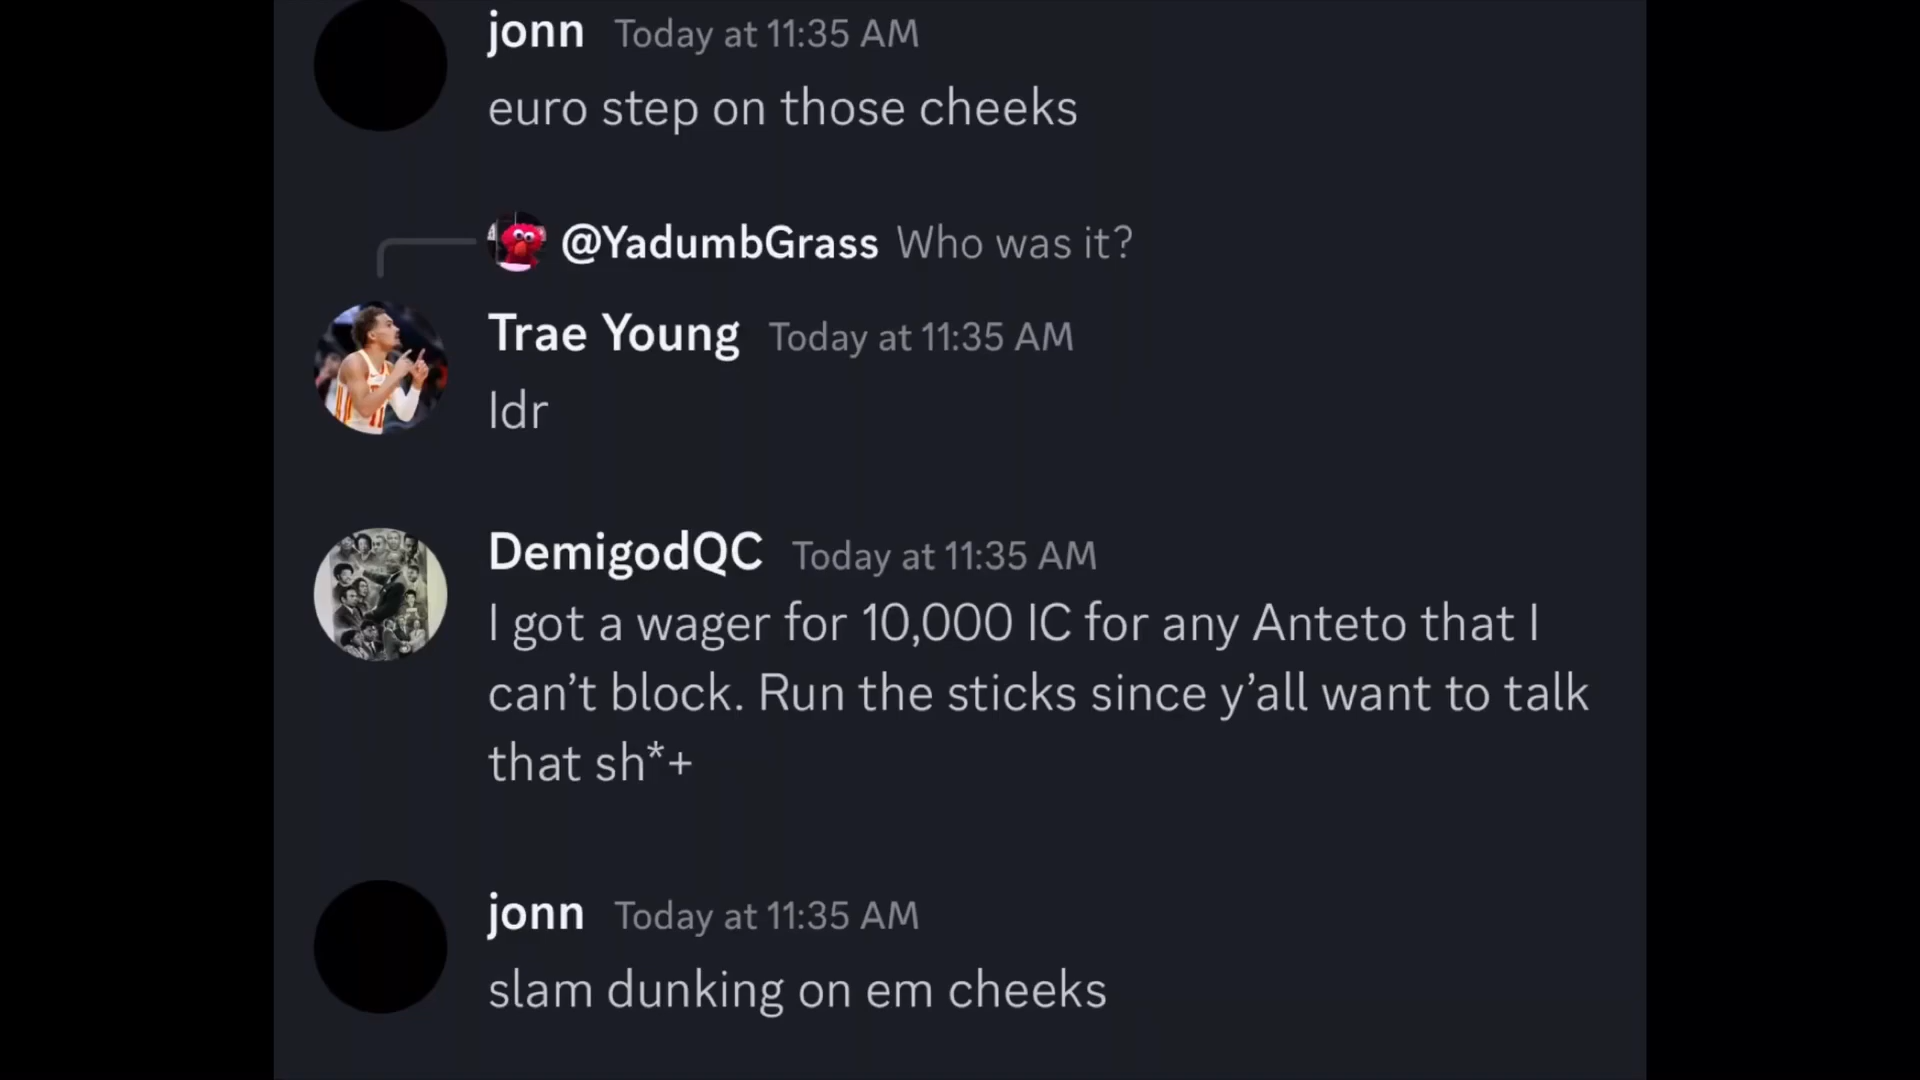 jonn Today at 11:35 AM
euro step on those cheeks
@YadumbGrass Who was it?
Trae Young Today at 11:35 AM
Idr
DemigodQC Today at 11:35 AM
I got a wager for 10,000 IC for any Anteto that I
can’t block. Run the sticks since y’all want to talk
that sh*+
jonn Today at 11:35 AM
slam dunking on em cheeks